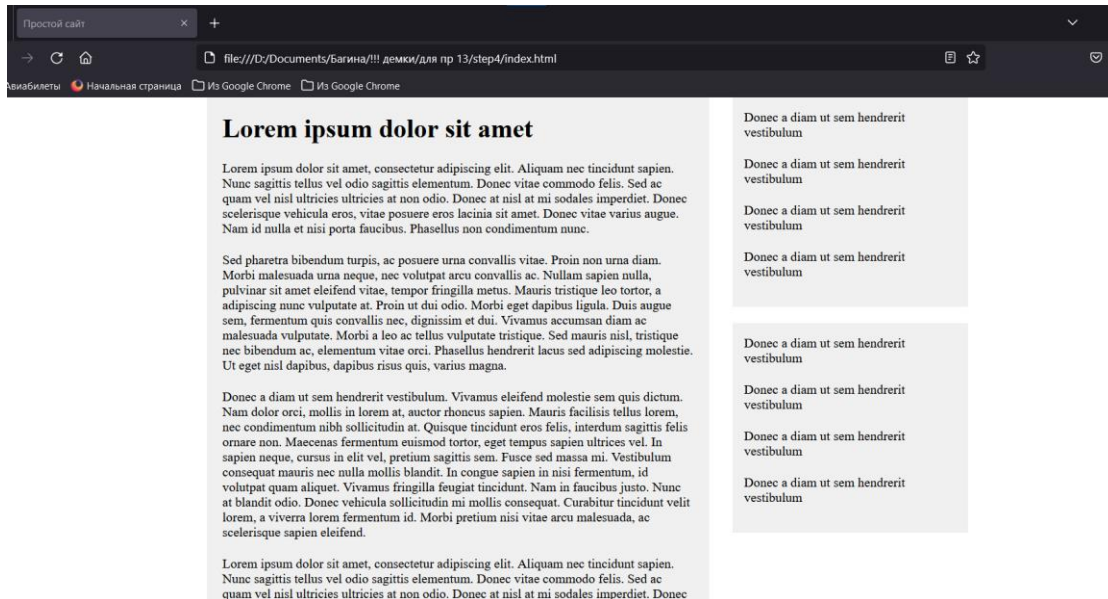 Простой сайт
file:///D:/Documents/Багина/!!! демки/для пр 13/step4/index.html
Авиабилеты Начальная страница Из Google Chrome Из Google Chrome
Lorem ipsum dolor sit amet
Lorem ipsum dolor sit amet, consectetur adipiscing elit. Aliquam nec tincidunt sapien.
Nunc sagittis tellus vel odio sagittis elementum. Donec vitae commodo felis. Sed ac
quam vel nisl ultricies ultricies at non odio. Donec at nisl at mi sodales imperdiet. Donec
scelerisque vehicula eros, vitae posuere eros lacinia sit amet. Donec vitae varius augue.
Nam id nulla et nisi porta faucibus. Phasellus non condimentum nunc.
Sed pharetra bibendum turpis, ac posuere urna convallis vitae. Proin non urna diam.
Morbi malesuada urna neque, nec volutpat arcu convallis ac. Nullam sapien nulla,
pulvinar sit amet eleifend vitae, tempor fringilla metus. Mauris tristique leo tortor, a
adipiscing nunc vulputate at. Proin ut dui odio. Morbi eget dapibus ligula. Duis augue
sem, fermentum quis convallis nec, dignissim et dui. Vivamus accumsan diam ac
malesuada vulputate. Morbi a leo ac tellus vulputate tristique. Sed mauris nisl, tristique
nec bibendum ac, elementum vitae orci. Phasellus hendrerit lacus sed adipiscing molestie.
Ut eget nisl dapibus, dapibus risus quis, varius magna.
Donec a diam ut sem hendrerit vestibulum. Vivamus eleifend molestie sem quis dictum.
Nam dolor orci, mollis in lorem at, auctor rhoncus sapien. Mauris facilisis tellus lorem,
nec condimentum nibh sollicitudin at. Quisque tincidunt eros felis, interdum sagittis felis
ornare non. Maecenas fermentum euismod tortor, eget tempus sapien ultrices vel. In
sapien neque, cursus in elit vel, pretium sagittis sem. Fusce sed massa mi. Vestibulum
consequat mauris nec nulla mollis blandit. In congue sapien in nisi fermentum, id
volutpat quam aliquet. Vivamus fringilla feugiat tincidunt. Nam in faucibus justo. Nunc
at blandit odio. Donec vehicula sollicitudin mi mollis consequat. Curabitur tincidunt velit
lorem, a viverra lorem fermentum id. Morbi pretium nisi vitae arcu malesuada, ac
scelerisque sapien eleifend.
Lorem ipsum dolor sit amet, consectetur adipiscing elit. Aliquam nec tincidunt sapien.
Nunc sagittis tellus vel odio sagittis elementum. Donec vitae commodo felis. Sed ac
quam vel nisl ultricies ultricies at non odio. Donec at nisl at mi sodales imperdiet. Donec
Donec a diam ut sem hendrerit
vestibulum
Donec a diam ut sem hendrerit
vestibulum
Donec a diam ut sem hendrerit
vestibulum
Donec a diam ut sem hendrerit
vestibulum
Donec a diam ut sem hendrerit
vestibulum
Donec a diam ut sem hendrerit
vestibulum
Donec a diam ut sem hendrerit
vestibulum
Donec a diam ut sem hendrerit
vestibulum